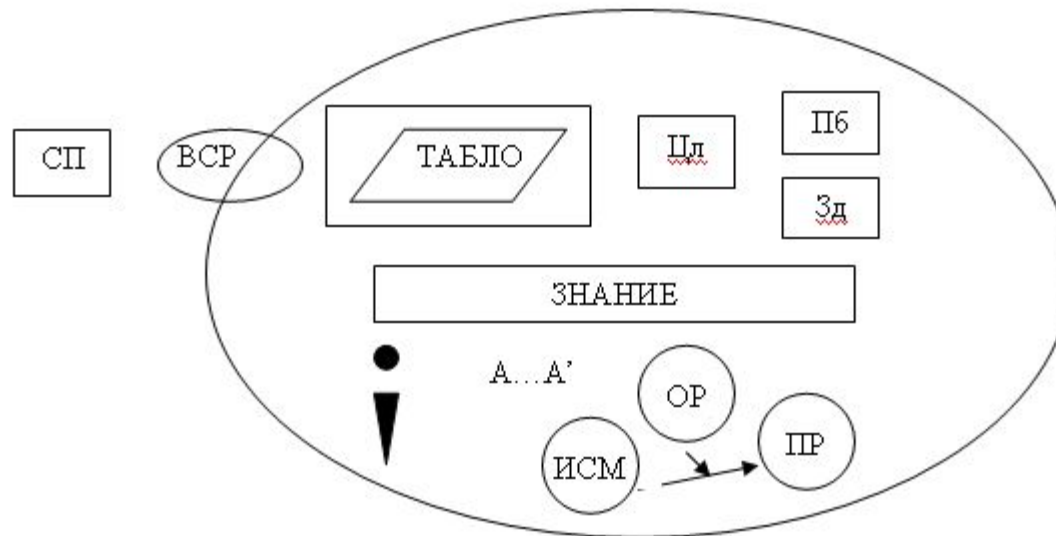 СП
ВСР
ТАБЛО
Цл
Пб
Зд
ЗНАНИЕ
А...А’
ОР
ИСМ
ПР